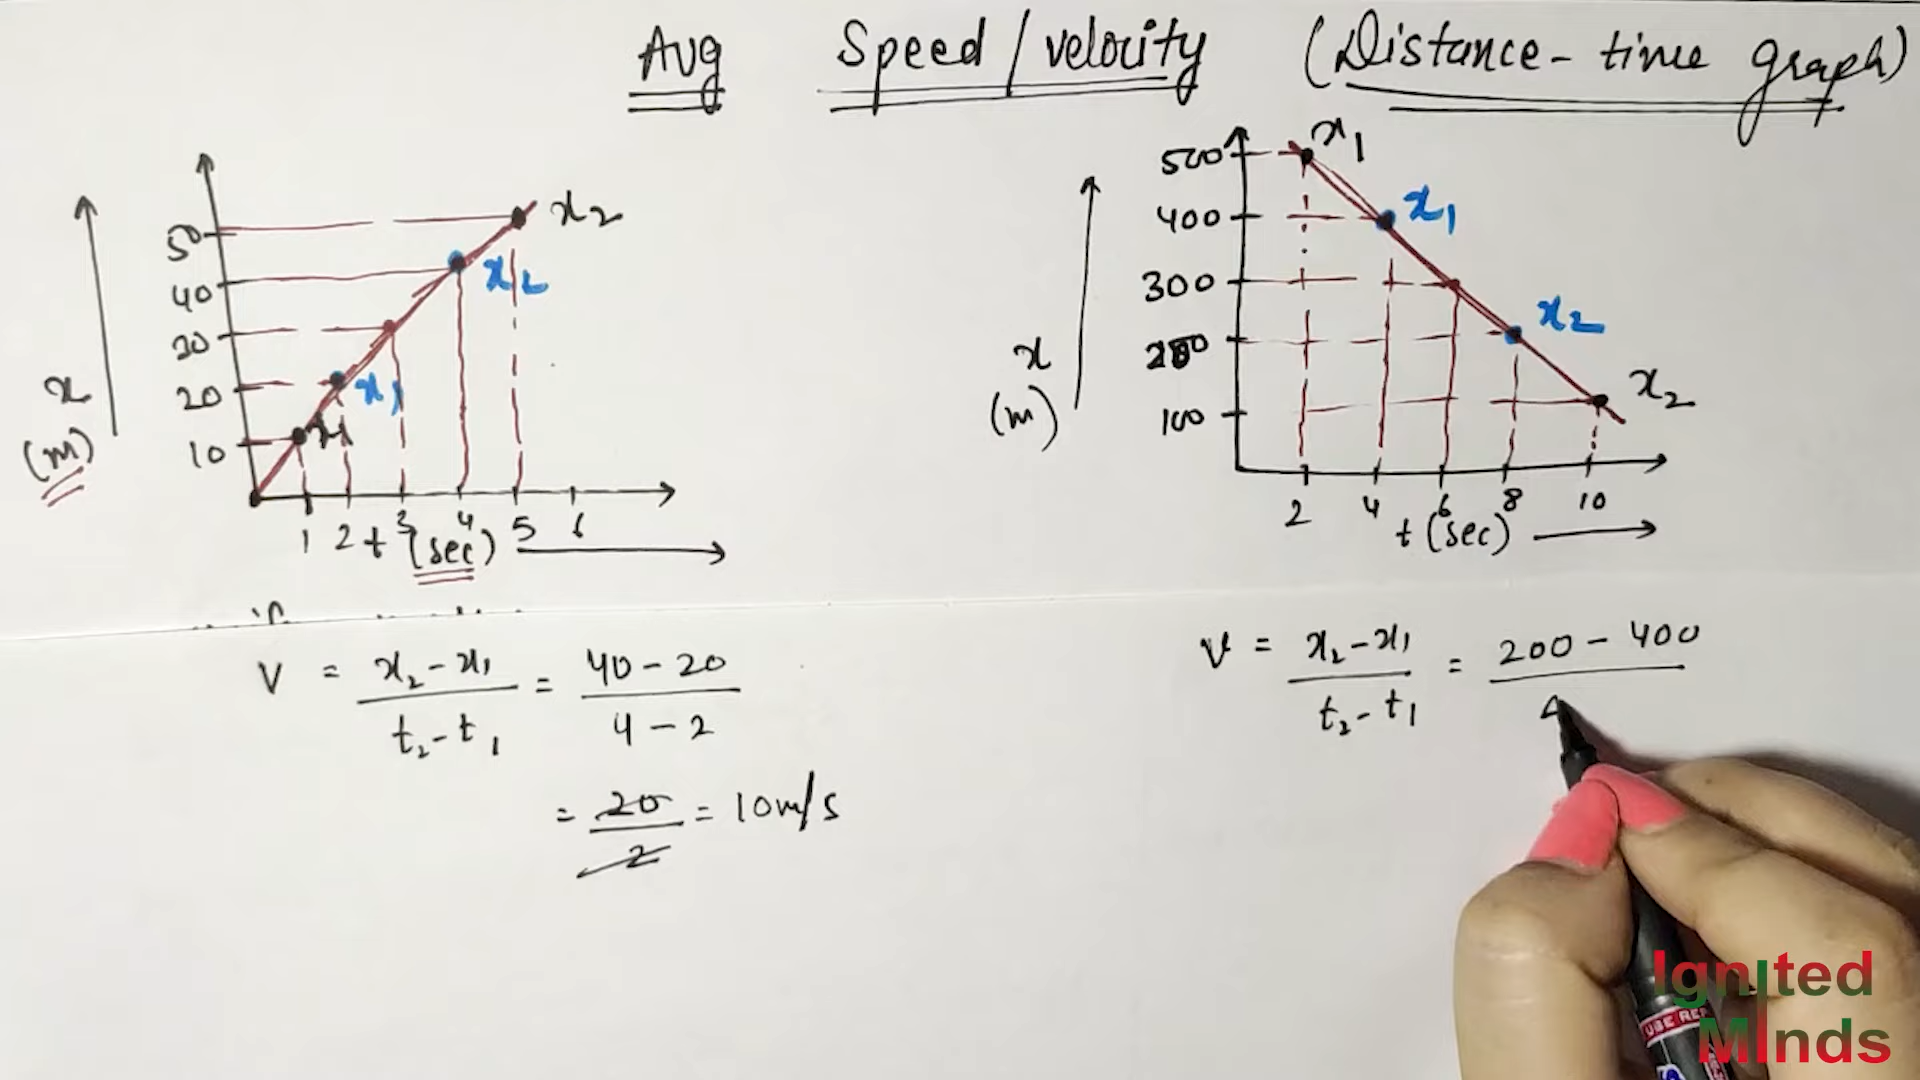 Avg Speed/velocity (Distance-time graph)
50
40
30
20
10
x
(m)
x2
x2
x1
x1
1 2 3 4 5 6
t (sec)
500
400
300
200
100
x
(m)
x1
x1
x2
x2
2 4 6 8 10
t (sec)
V = x2-x1 / t2-t1 = 40-20 / 4-2
= 20 / 2 = 10m/s
V = x2-x1 / t2-t1 = 200-400
Ignited
Minds